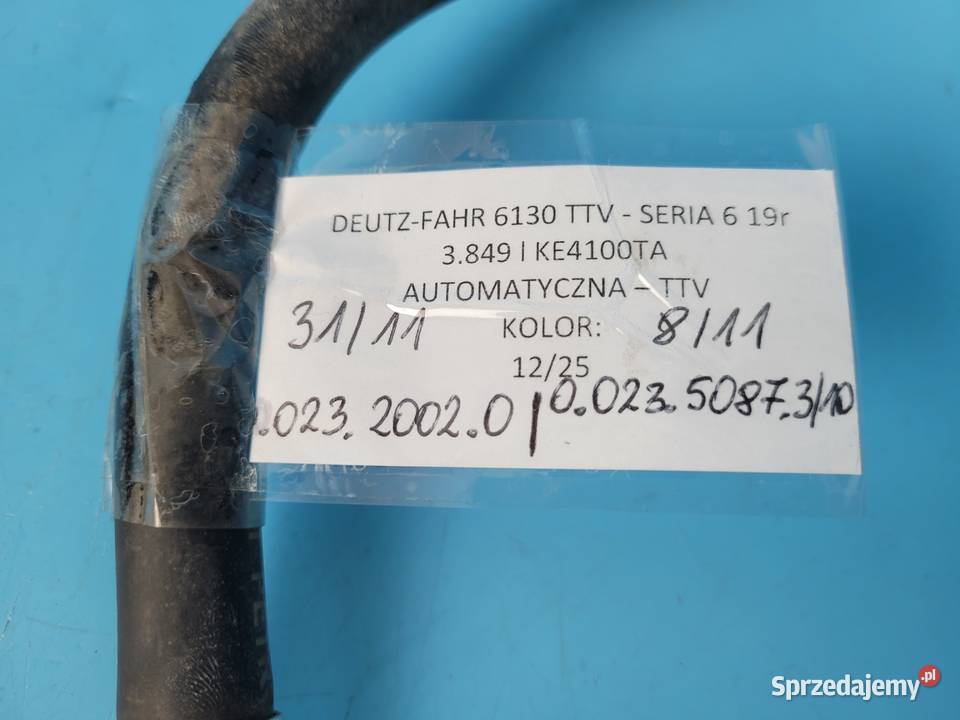 DEUTZ-FAHR 6130 TTV - SERIA 6 19r
3.849 l KE4100TA
AUTOMATYCZNA – TTV
31/11 KOLOR: 8/11
12/25
.023.2002.0 | 0.023.5087.3/10
Sprzedajemy.pl